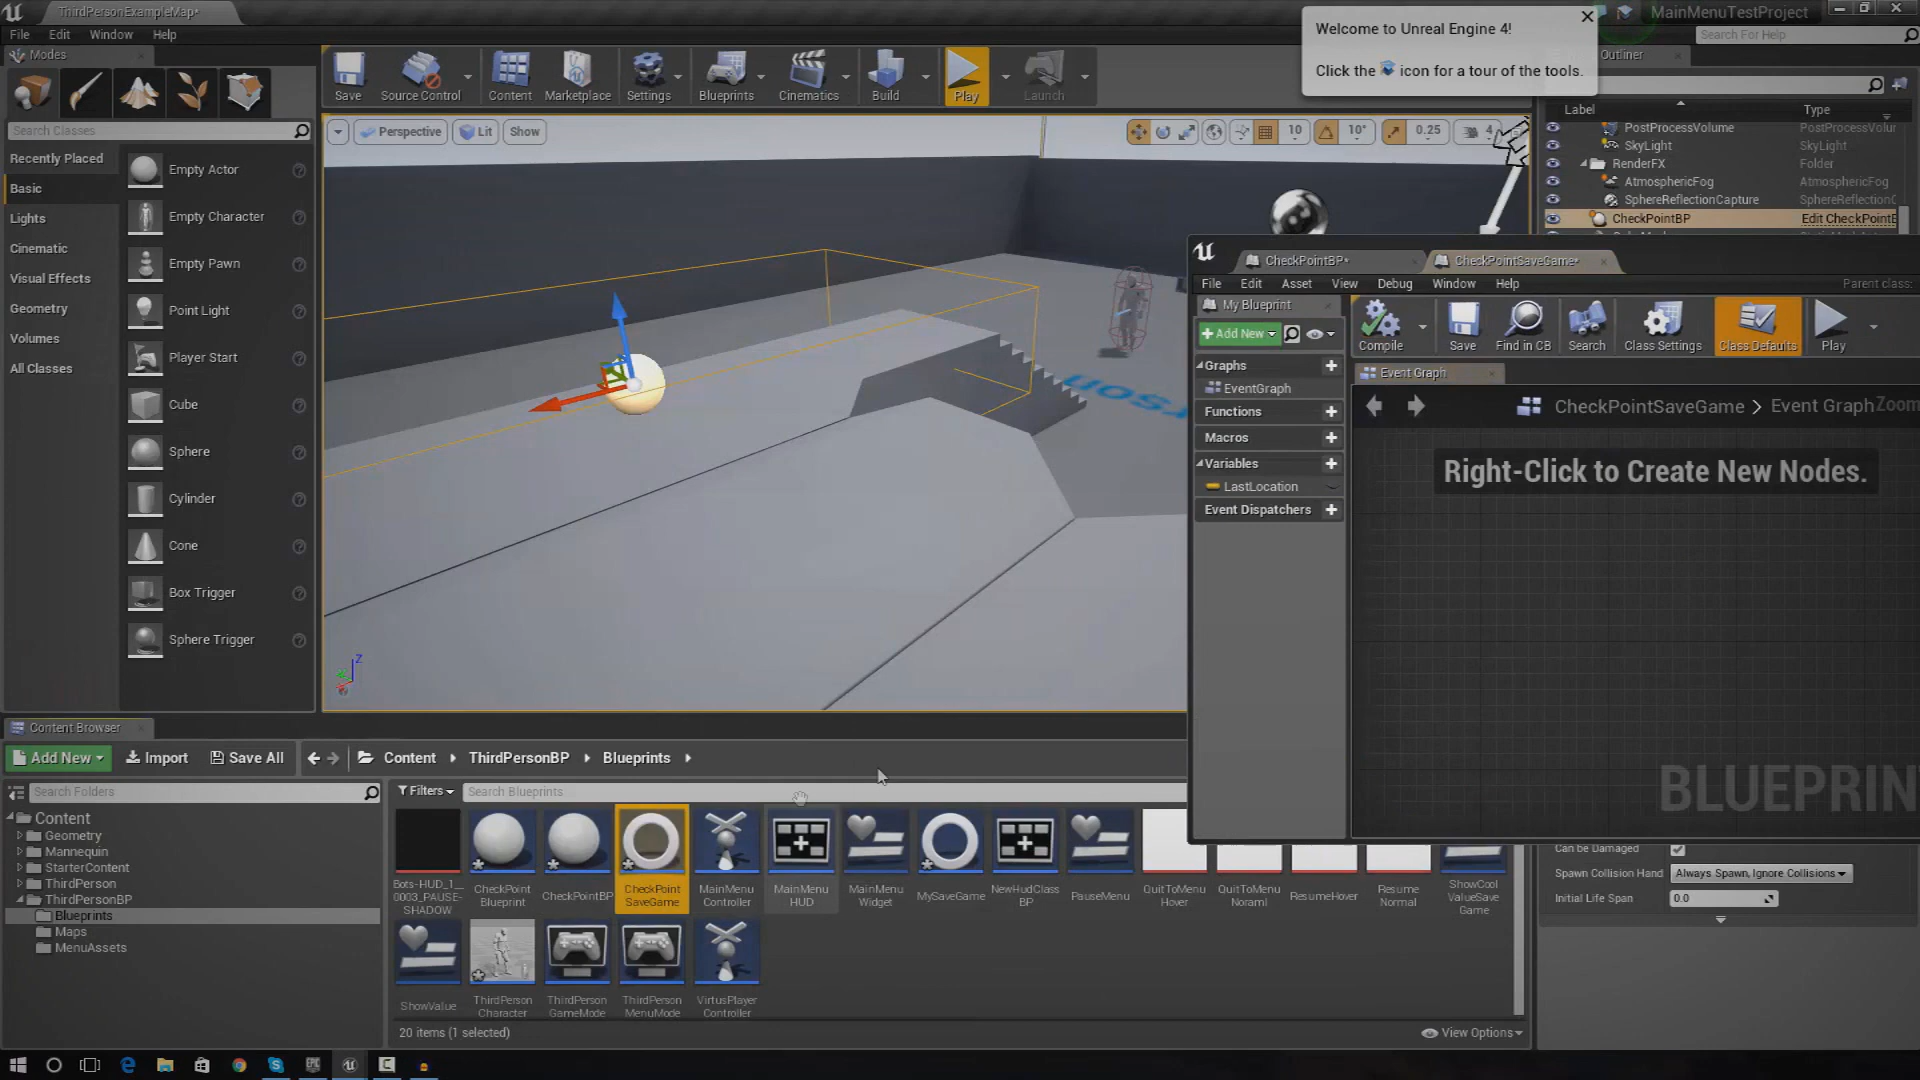 ThirdPersonExampleMap*
MainMenuTestProject
File Edit Window Help
Search For Help
Welcome to Unreal Engine 4!
Click the icon for a tour of the tools.
Modes
Save
Source Control
Content
Marketplace
Settings
Blueprints
Cinematics
Build
Play
Launch
Outliner
Label Type
Search Classes
Perspective Lit Show
10 10° 0.25 4
Recently Placed
Basic
Lights
Cinematic
Visual Effects
Geometry
Volumes
All Classes
Empty Actor
Empty Character
Empty Pawn
Point Light
Player Start
Cube
Sphere
Cylinder
Cone
Box Trigger
Sphere Trigger
PostProcessVolume PostProcessVolur
SkyLight SkyLight
RenderFX Folder
AtmosphericFog AtmosphericFog
SphereReflectionCapture SphereReflectionC
CheckPointBP Edit CheckPointB
rson
Z
CheckPointBP*
CheckPointSaveGame*
File Edit Asset View Debug Window Help
Parent class:
My Blueprint
Add New
Compile Save Find in CB Search Class Settings Class Defaults Play
Graphs
EventGraph
Functions
Macros
Variables
LastLocation
Event Dispatchers
Event Graph
CheckPointSaveGame > Event Graph
Zoom
Right-Click to Create New Nodes.
BLUEPRIN
Content Browser
Add New Import Save All Content ThirdPersonBP Blueprints
Search Folders
Filters Search Blueprints
Content
Geometry
Mannequin
StarterContent
ThirdPerson
ThirdPersonBP
Blueprints
Maps
MenuAssets
Bots-HUD_1__
0003_PAUSE-
SHADOW
CheckPoint
Blueprint
CheckPointBP
CheckPoint
SaveGame
MainMenu
Controller
MainMenu
HUD
MainMenu
Widget
MySaveGame
NewHudClass
BP
PauseMenu
QuitToMenu
Hover
QuitToMenu
Noraml
ResumeHover
Resume
Normal
ShowCool
ValueSave
Game
ShowValue
ThirdPerson
Character
ThirdPerson
GameMode
ThirdPerson
MenuMode
VirtusPlayer
Controller
20 items (1 selected)
View Options
Can be Damaged
Spawn Collision Hand Always Spawn, Ignore Collisions
Initial Life Span 0.0